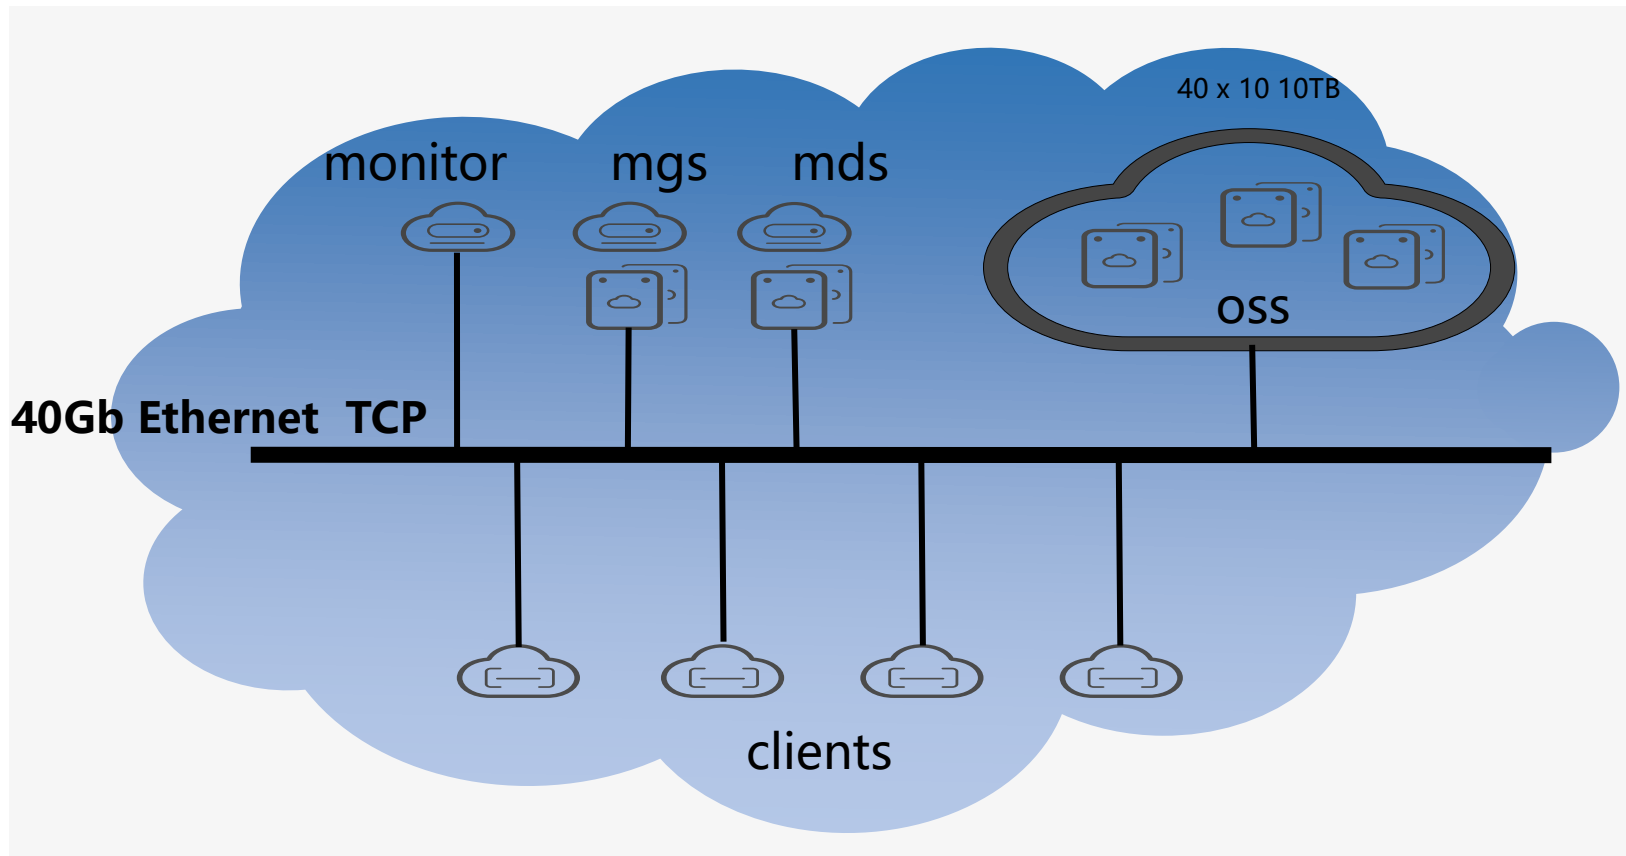 40 x 10 10TB
monitor
mgs
mds
oss
40Gb Ethernet  TCP
clients